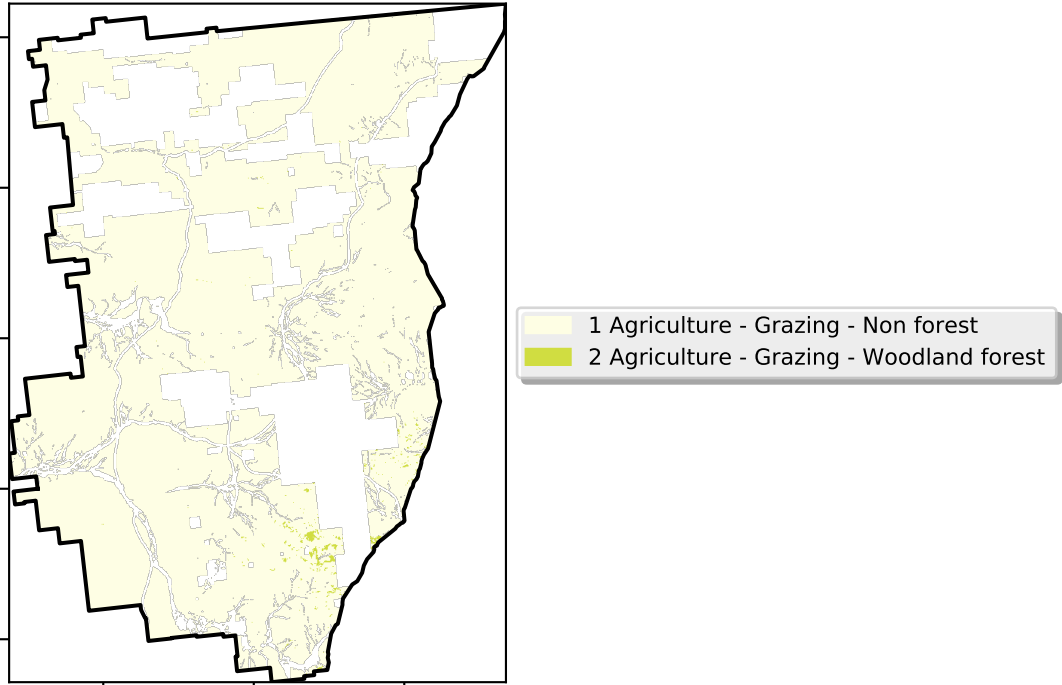 1 Agriculture - Grazing - Non forest
2 Agriculture - Grazing - Woodland forest